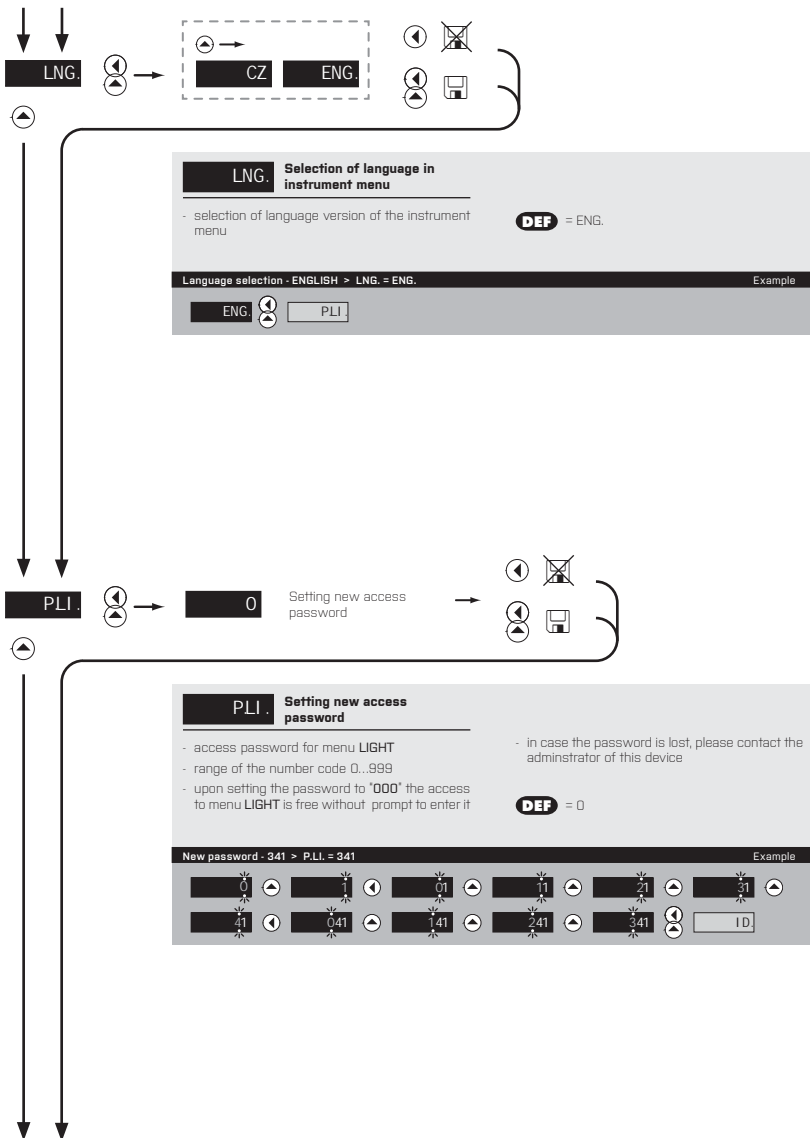 LNG.
CZ
ENG.
LNG.
Selection of language in
instrument menu
- selection of language version of the instrument
menu
DEF = ENG.
Language selection - ENGLISH > LNG. = ENG.
Example
ENG.
P.LI.
P.LI.
0
Setting new access
password
P.LI.
Setting new access
password
- access password for menu LIGHT
- range of the number code 0...999
- upon setting the password to "000" the access
to menu LIGHT is free without prompt to enter it
- in case the password is lost, please contact the
adminstrator of this device
DEF = 0
New password - 341 > P.LI. = 341
Example
0 1 01 11 21 31
41 041 141 241 341 ID.